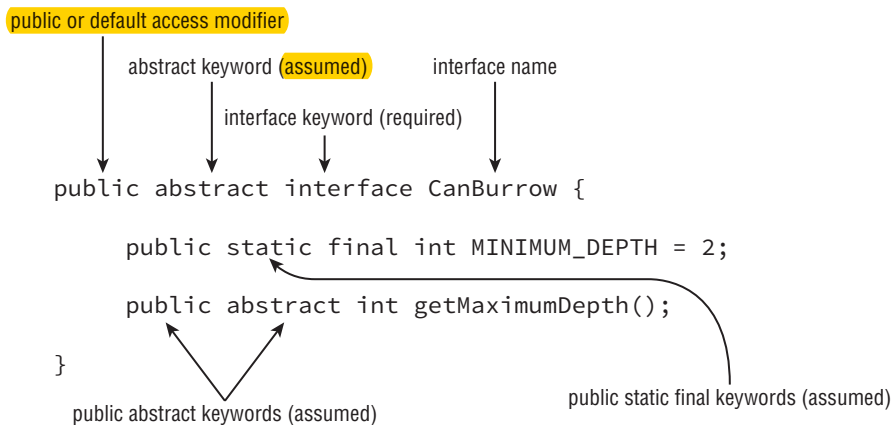 public or default access modifier
abstract keyword (assumed)
interface name
interface keyword (required)
public abstract interface CanBurrow {
public static final int MINIMUM_DEPTH = 2;
public abstract int getMaximumDepth();
}
public abstract keywords (assumed)
public static final keywords (assumed)